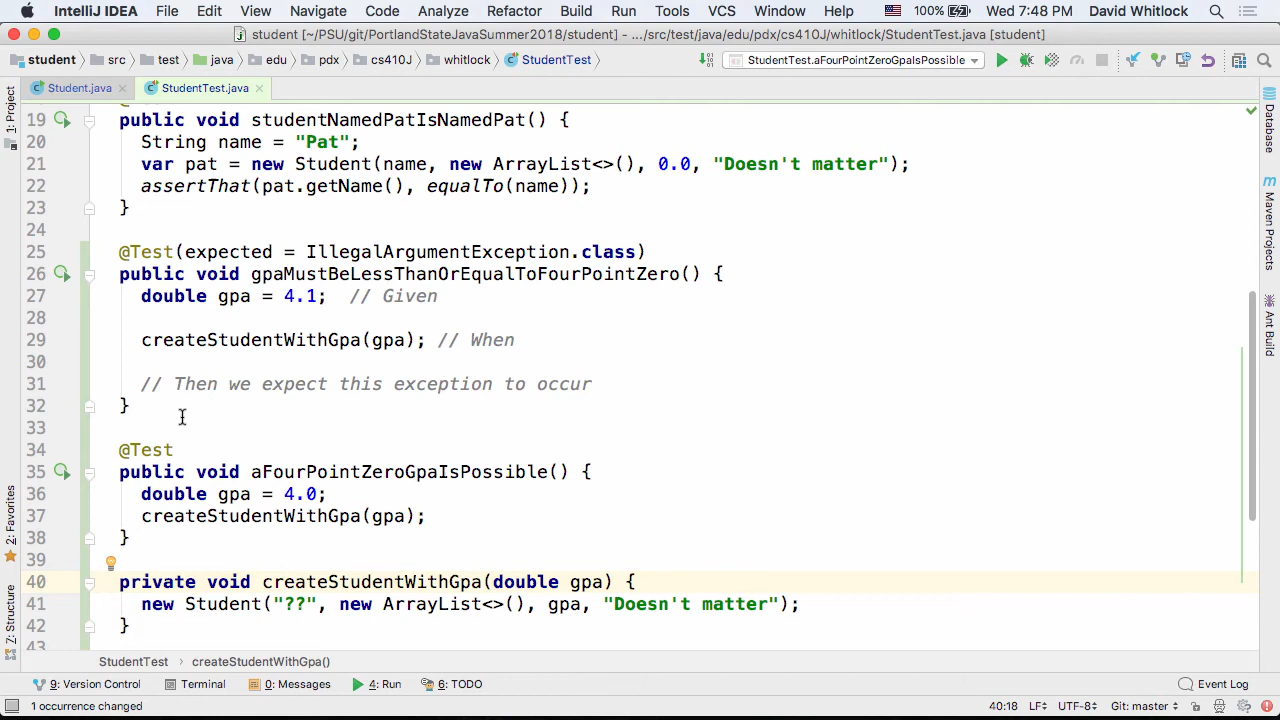 IntelliJ IDEA File Edit View Navigate Code Analyze Refactor Build Run Tools VCS Window Help 100% Wed 7:48 PM David Whitlock
student [~/PSU/git/PortlandStateJavaSummer2018/student] - .../src/test/java/edu/pdx/cs410J/whitlock/StudentTest.java [student]
student src test java edu pdx cs410J whitlock StudentTest StudentTest.aFourPointZeroGpaIsPossible
Student.java StudentTest.java
1: Project
Database
Maven Projects
Ant Build
2: Favorites
7: Structure
19 public void studentNamedPatIsNamedPat() {
20 String name = "Pat";
21 var pat = new Student(name, new ArrayList<>(), 0.0, "Doesn't matter");
22 assertThat(pat.getName(), equalTo(name));
23 }
24
25 @Test(expected = IllegalArgumentException.class)
26 public void gpaMustBeLessThanOrEqualToFourPointZero() {
27 double gpa = 4.1; // Given
28
29 createStudentWithGpa(gpa); // When
30
31 // Then we expect this exception to occur
32 }
33
34 @Test
35 public void aFourPointZeroGpaIsPossible() {
36 double gpa = 4.0;
37 createStudentWithGpa(gpa);
38 }
39
40 private void createStudentWithGpa(double gpa) {
41 new Student("??", new ArrayList<>(), gpa, "Doesn't matter");
42 }
43
StudentTest createStudentWithGpa()
9: Version Control Terminal 0: Messages 4: Run 6: TODO Event Log
1 occurrence changed 40:18 LF UTF-8 Git: master